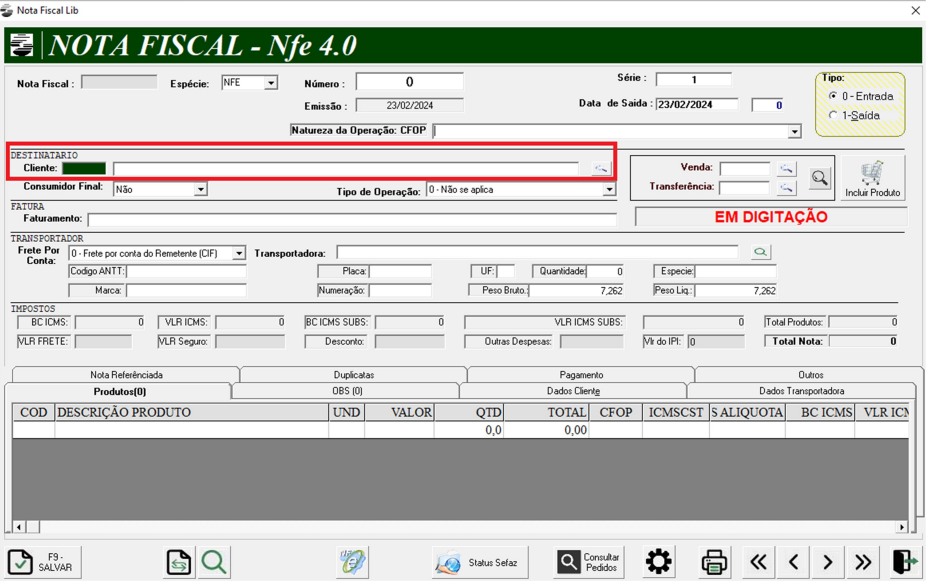 Nota Fiscal Lib
NOTA FISCAL - Nfe 4.0
Nota Fiscal : Espécie: NFE Número : 0 Série : 1 Tipo:
0 - Entrada
Emissão : 23/02/2024 Data de Saida : 23/02/2024 0
1-Saída
Natureza da Operação: CFOP
DESTINATARIO
Cliente: Venda:
Consumidor Final: Não Tipo de Operação: 0 - Não se aplica Transferência: Incluir Produto
FATURA
Faturamento: EM DIGITAÇÃO
TRANSPORTADOR
Frete Por Conta: 0 - Frete por conta do Remetente (CIF) Transportadora:
Codigo ANTT: Placa: UF: Quantidade: 0 Especie:
Marca: Numeração: Peso Bruto.: 7,262 Peso Liq.: 7,262
IMPOSTOS
BC ICMS: 0 VLR ICMS: 0 BC ICMS SUBS: 0 VLR ICMS SUBS: 0 Total Produtos: 0
VLR FRETE: VLR Seguro: Desconto: Outras Despesas: Vlr do IPI: 0 Total Nota: 0
Nota Referênciada Duplicatas Pagamento Outros
Produtos(0) OBS (0) Dados Cliente Dados Transportadora
COD DESCRIÇÃO PRODUTO UND VALOR QTD TOTAL CFOP ICMSCST S ALIQUOTA BC ICMS VLR ICM
0,0 0,00
F9 - SALVAR Status Sefaz Consultar Pedidos